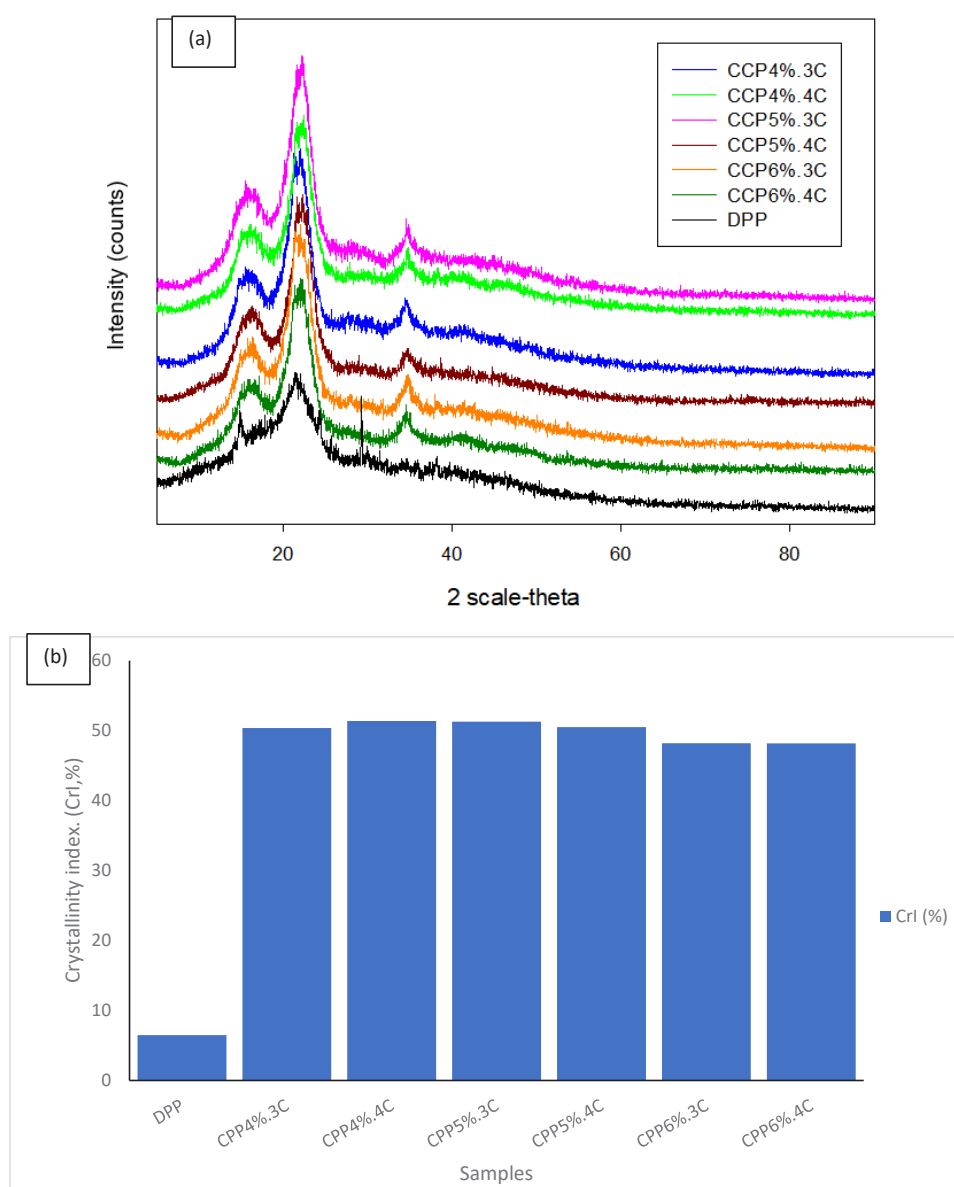 (a)
CCP4%.3C
CCP4%.4C
CCP5%.3C
CCP5%.4C
CCP6%.3C
CCP6%.4C
DPP
Intensity (counts)
20
40
60
80
2 scale-theta
(b)
60
50
40
30
20
10
0
Crystallinity index. (CrI,%)
CrI (%)
DPP
CPP4%.3C
CPP4%.4C
CPP5%.3C
CPP5%.4C
CPP6%.3C
CPP6%.4C
Samples